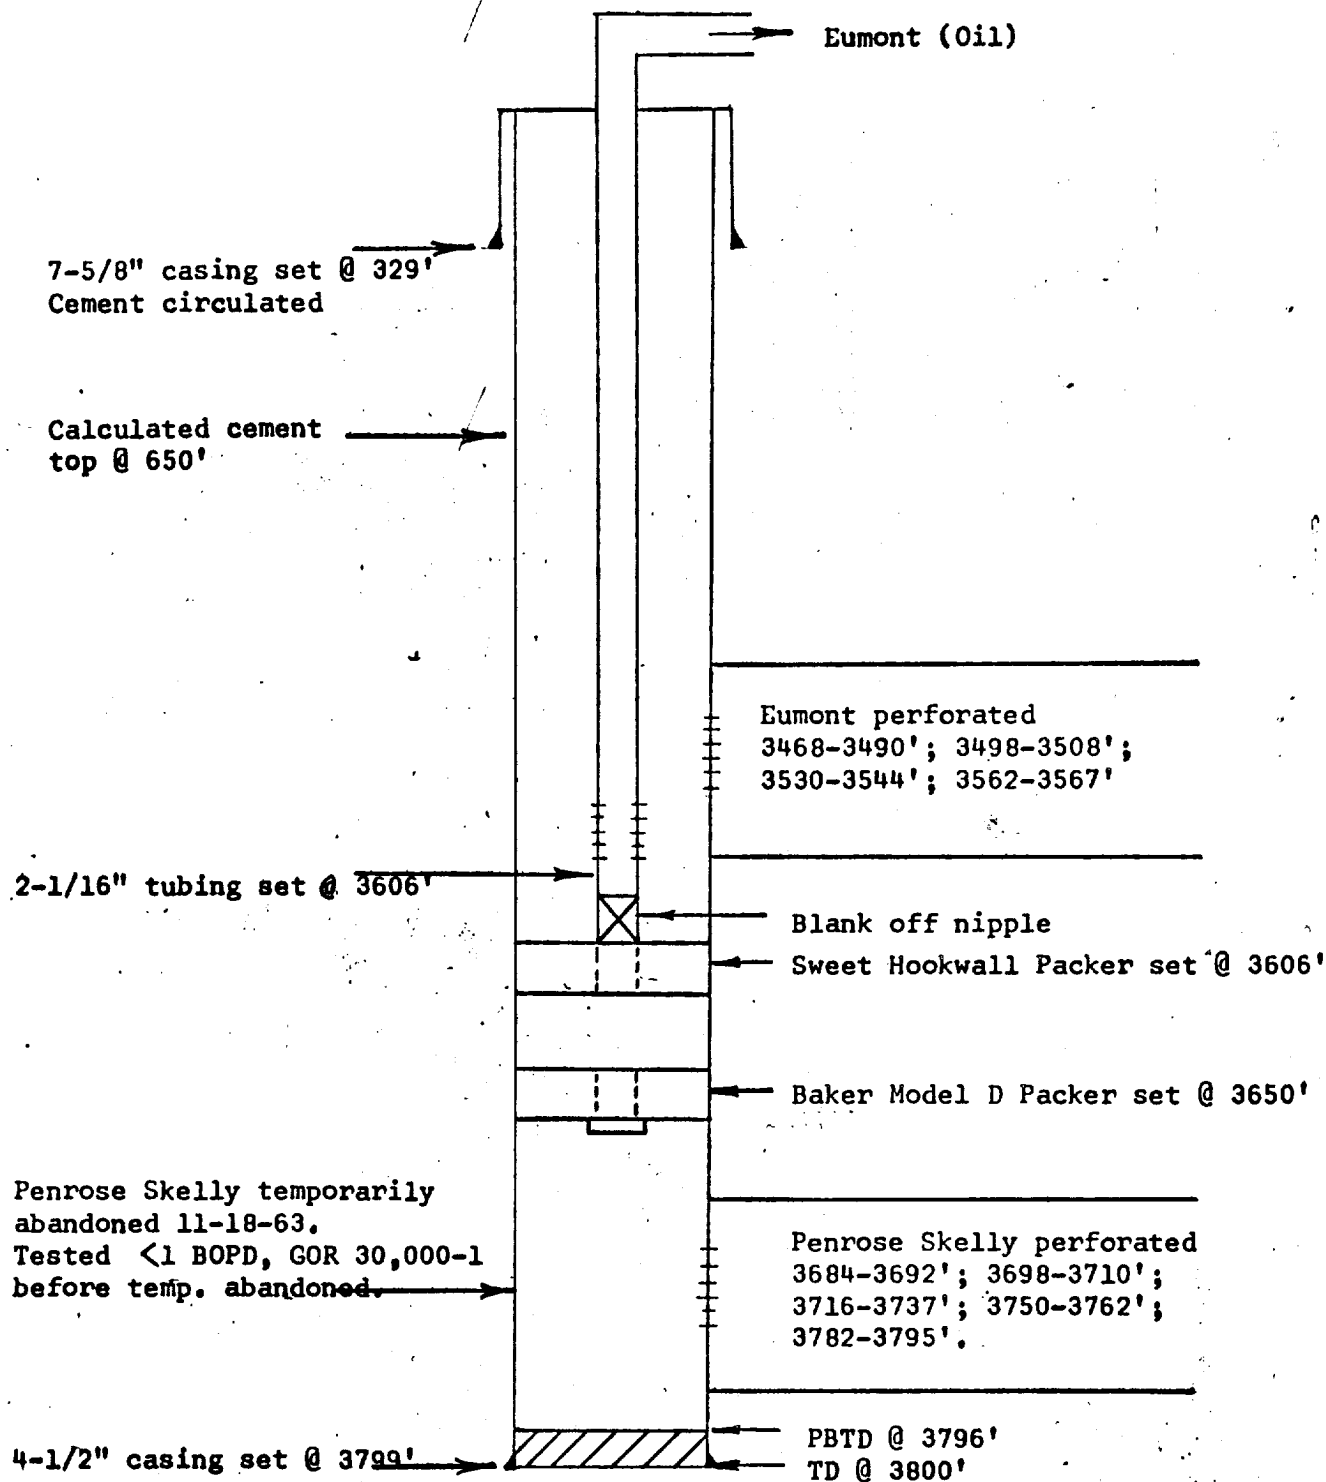 Eumont (Oil)
7-5/8" casing set @ 329'
Cement circulated
Calculated cement
top @ 650'
Eumont perforated
3468-3490'; 3498-3508';
3530-3544'; 3562-3567'
2-1/16" tubing set @ 3606'
Blank off nipple
Sweet Hookwall Packer set @ 3606'
Baker Model D Packer set @ 3650'
Penrose Skelly temporarily
abandoned 11-18-63.
Tested <1 BOPD, GOR 30,000-1
before temp. abandoned.
Penrose Skelly perforated
3684-3692'; 3698-3710';
3716-3737'; 3750-3762';
3782-3795'.
4-1/2" casing set @ 3799'
PBTD @ 3796'
TD @ 3800'